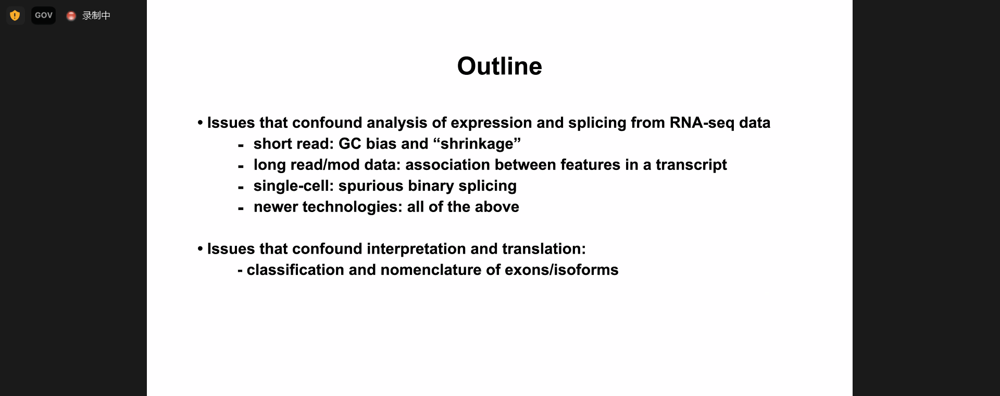 GOV 录制中
Outline
• Issues that confound analysis of expression and splicing from RNA-seq data
- short read: GC bias and “shrinkage”
- long read/mod data: association between features in a transcript
- single-cell: spurious binary splicing
- newer technologies: all of the above
• Issues that confound interpretation and translation:
- classification and nomenclature of exons/isoforms